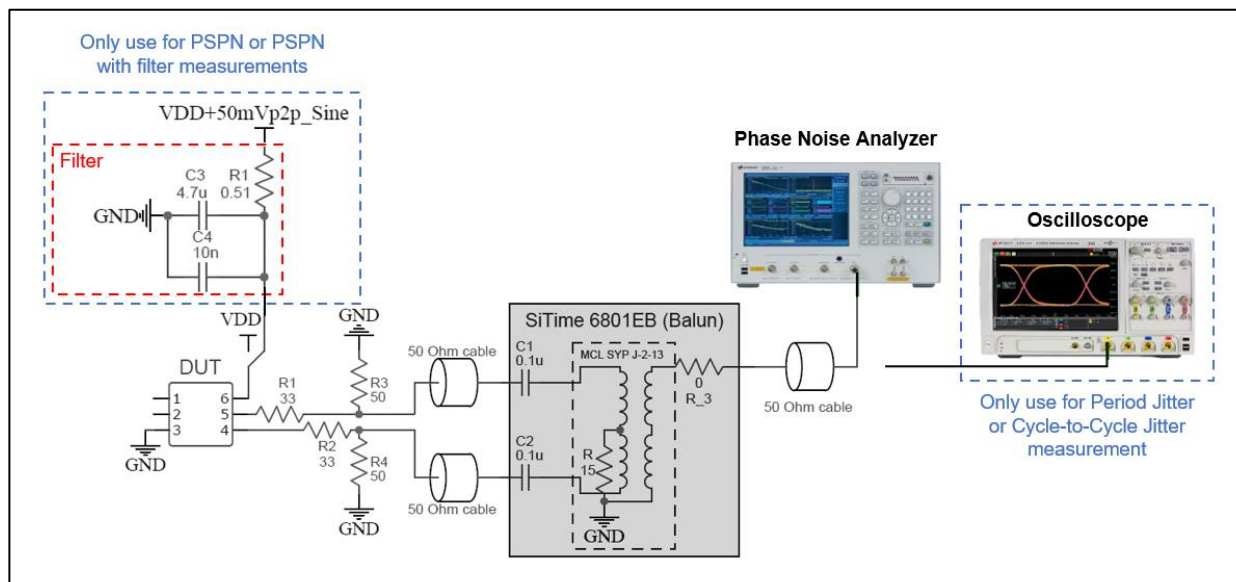 Only use for PSPN or PSPN
with filter measurements
VDD+50mVp2p_Sine
Filter
C3
4.7u
R1
0.51
GND
C4
10n
VDD
GND
DUT
1
2
3
6
5
4
R1
33
R3
50
R2
33
R4
50
GND
GND
50 Ohm cable
50 Ohm cable
SiTime 6801EB (Balun)
C1
0.1u
MCL SYP J-2-13
C2
0.1u
R
15
GND
0
R_3
50 Ohm cable
Phase Noise Analyzer
Oscilloscope
Only use for Period Jitter
or Cycle-to-Cycle Jitter
measurement